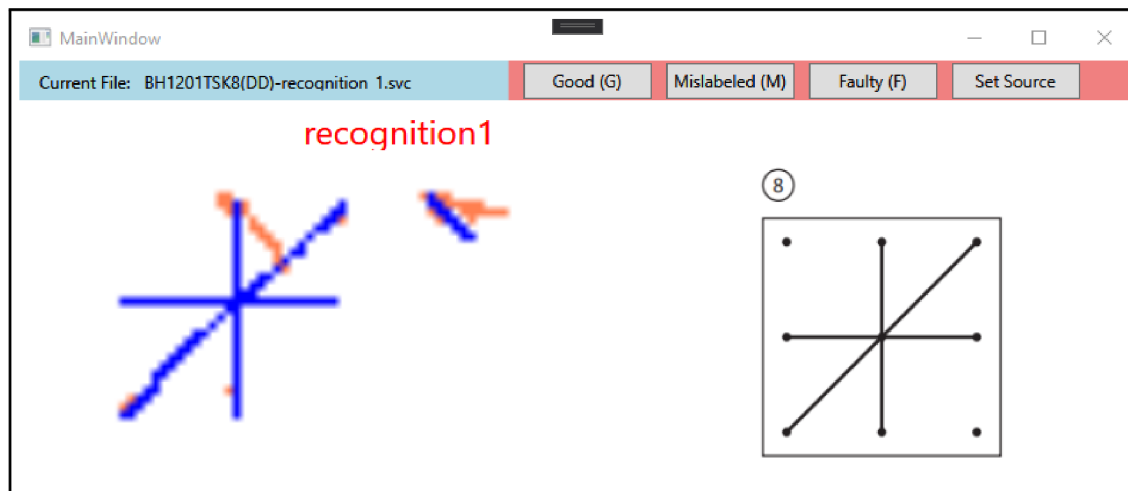 MainWindow
Current File: BH1201TSK8(DD)-recognition 1.svc
Good (G)
Mislabeled (M)
Faulty (F)
Set Source
recognition1
8